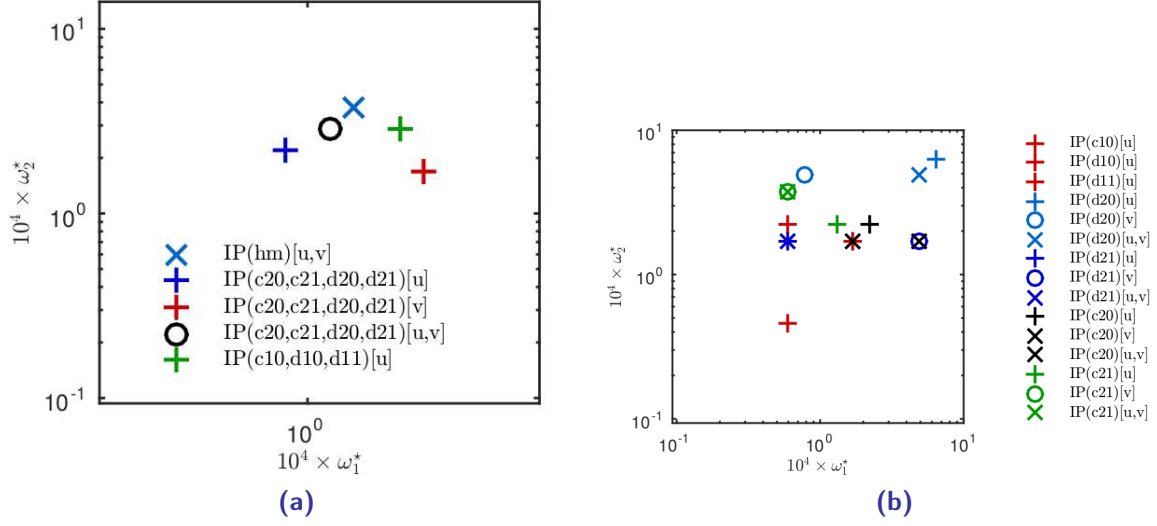 10^1
10^0
10^-1
10^4 × ω_2^⋆
IP(hm)[u,v]
IP(c20,c21,d20,d21)[u]
IP(c20,c21,d20,d21)[v]
IP(c20,c21,d20,d21)[u,v]
IP(c10,d10,d11)[u]
10^0
10^4 × ω_1^⋆
(a)
10^1
10^0
10^-1
10^4 × ω_2^⋆
10^-1
10^0
10^1
10^4 × ω_1^⋆
IP(c10)[u]
IP(d10)[u]
IP(d11)[u]
IP(d20)[u]
IP(d20)[v]
IP(d20)[u,v]
IP(d21)[u]
IP(d21)[v]
IP(d21)[u,v]
IP(c20)[u]
IP(c20)[v]
IP(c20)[u,v]
IP(c21)[u]
IP(c21)[v]
IP(c21)[u,v]
(b)